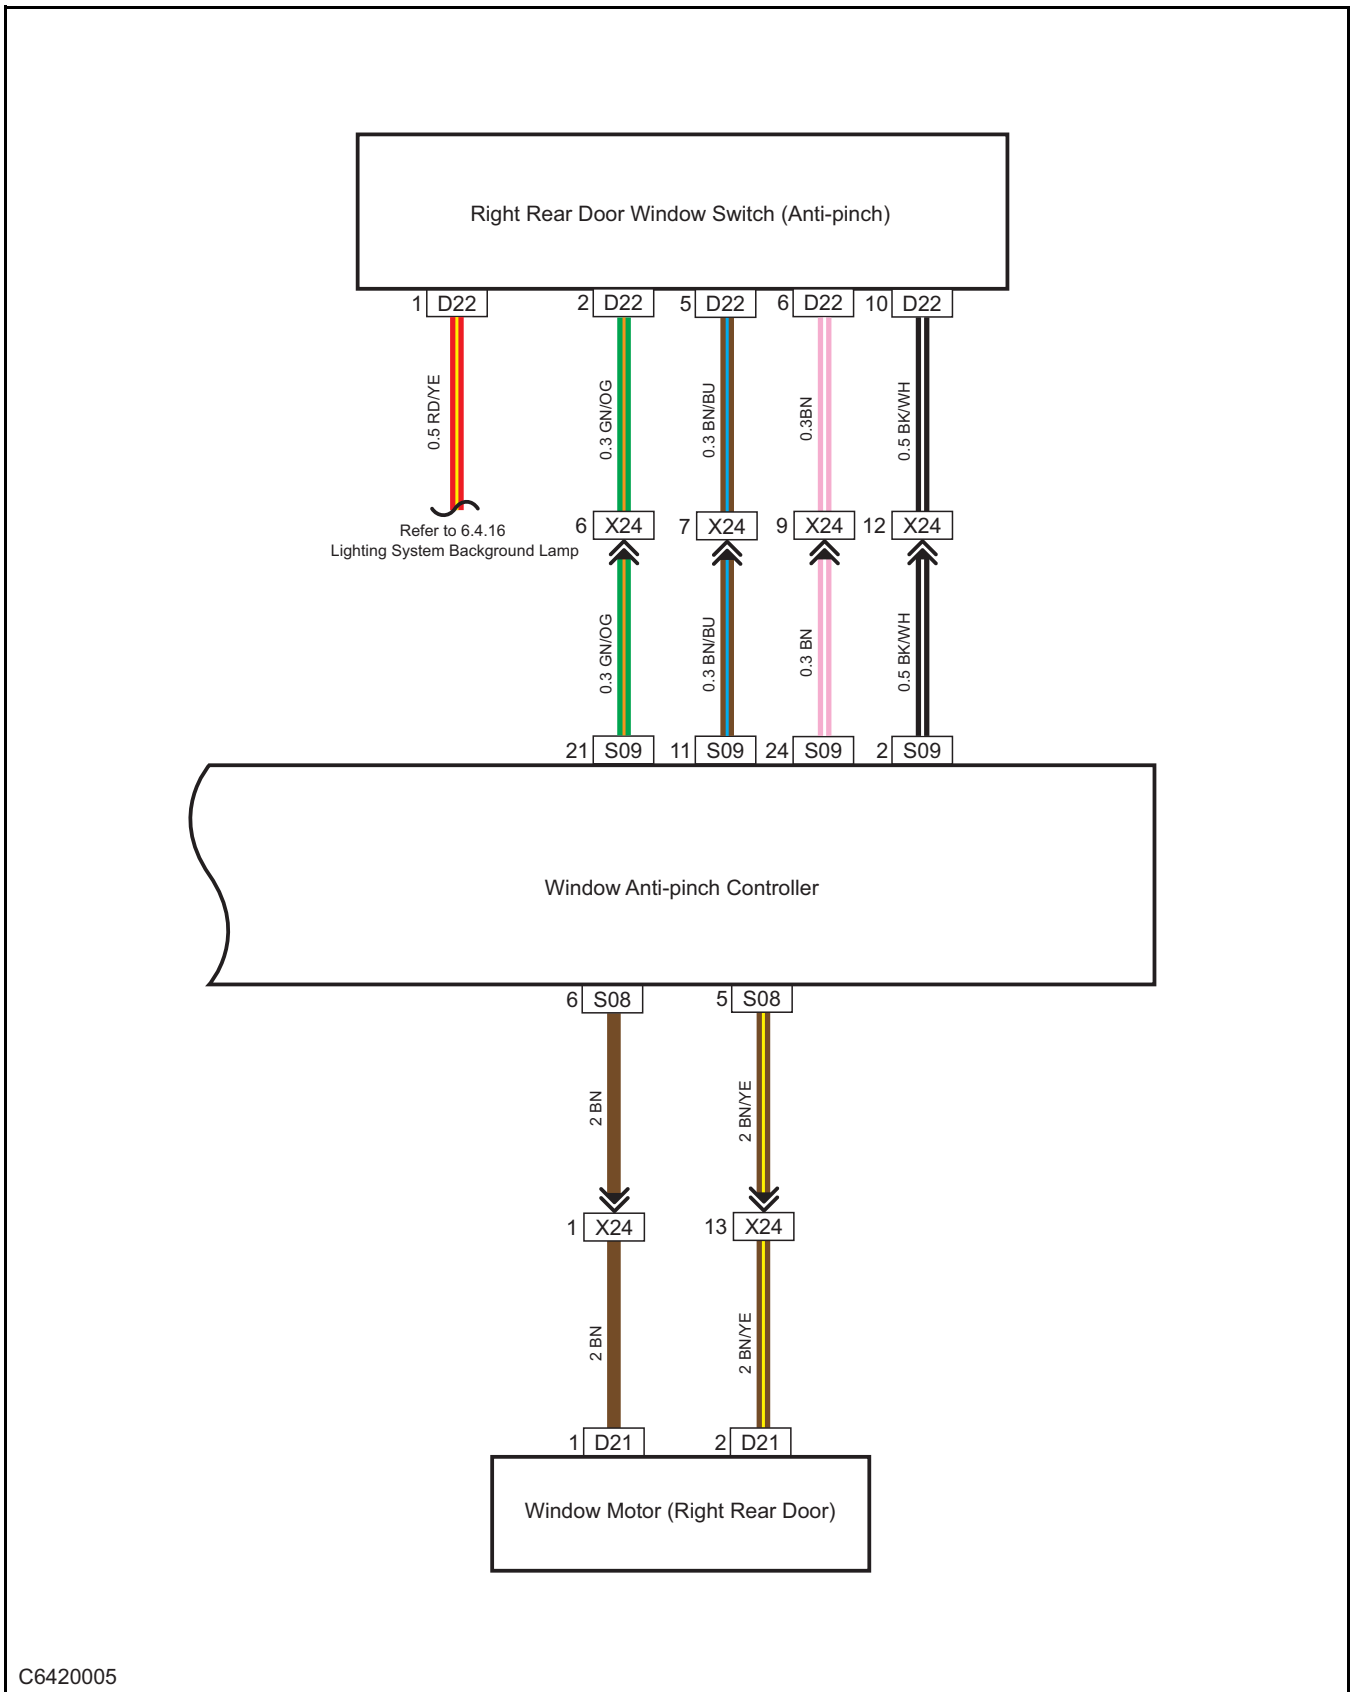 Right Rear Door Window Switch (Anti-pinch)
1 D22 2 D22 5 D22 6 D22 10 D22
0.5 RD/YE
0.3 GN/OG
0.3 BN/BU
0.3BN
0.5 BK/WH
Refer to 6.4.16
Lighting System Background Lamp
6 X24 7 X24 9 X24 12 X24
0.3 GN/OG
0.3 BN/BU
0.3 BN
0.5 BK/WH
21 S09 11 S09 24 S09 2 S09
Window Anti-pinch Controller
6 S08 5 S08
2 BN
2 BN/YE
1 X24 13 X24
2 BN
2 BN/YE
1 D21 2 D21
Window Motor (Right Rear Door)
C6420005